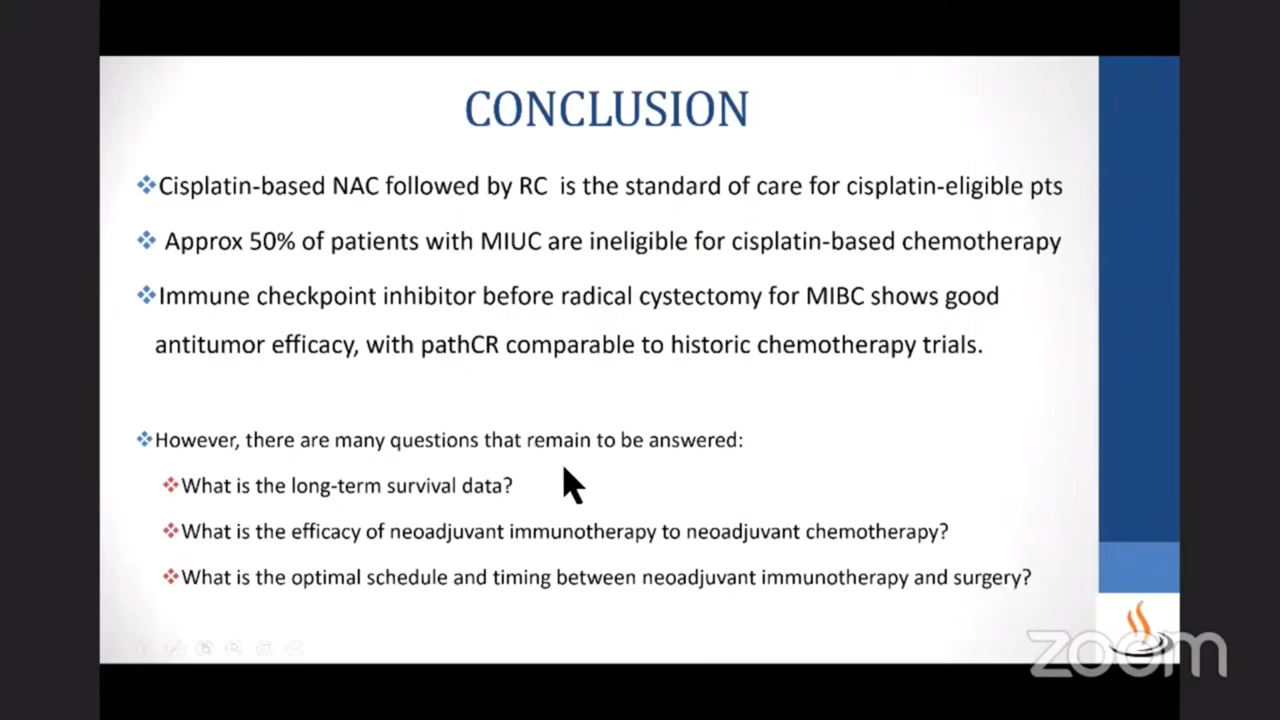 CONCLUSION
Cisplatin-based NAC followed by RC is the standard of care for cisplatin-eligible pts
Approx 50% of patients with MIUC are ineligible for cisplatin-based chemotherapy
Immune checkpoint inhibitor before radical cystectomy for MIBC shows good
antitumor efficacy, with pathCR comparable to historic chemotherapy trials.
However, there are many questions that remain to be answered:
What is the long-term survival data?
What is the efficacy of neoadjuvant immunotherapy to neoadjuvant chemotherapy?
What is the optimal schedule and timing between neoadjuvant immunotherapy and surgery?
zoom